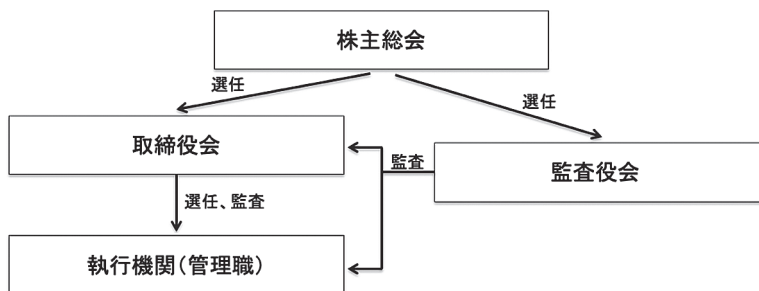 株主総会
選任
選任
取締役会
監査
監査役会
選任、監査
執行機関(管理職)